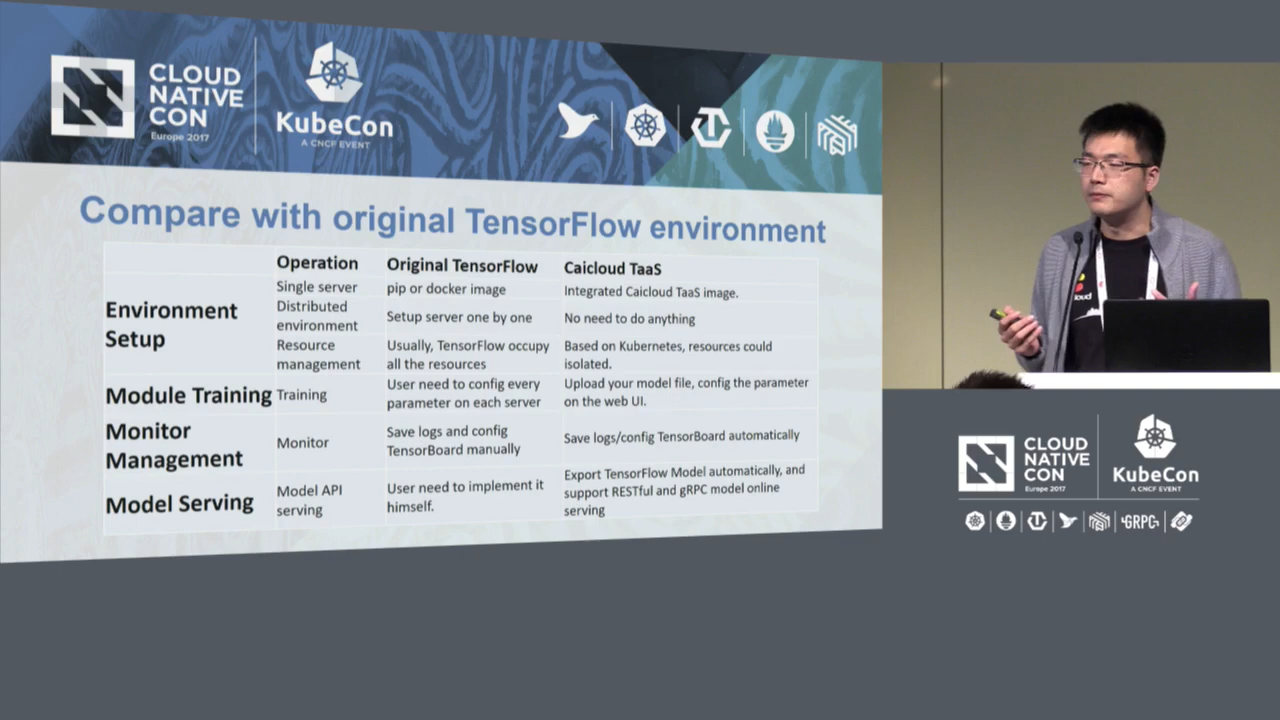 CLOUD
NATIVE
CON
Europe 2017
KubeCon
A CNCF EVENT
Compare with original TensorFlow environment
Operation Original TensorFlow Caicloud TaaS
Environment
Setup
Single server pip or docker image Integrated Caicloud TaaS image.
Distributed
environment
Setup server one by one No need to do anything
Resource
management
Usually, TensorFlow occupy
all the resources
Based on Kubernetes, resources could
isolated.
Module Training Training
User need to config every
parameter on each server
Upload your model file, config the parameter
on the web UI.
Monitor
Management
Monitor
Save logs and config
TensorBoard manually
Save logs/config TensorBoard automatically
Model Serving
Model API
serving
User need to implement it
himself.
Export TensorFlow Model automatically, and
support RESTful and gRPC model online
serving
loud
CLOUD
NATIVE
CON
Europe 2017
KubeCon
A CNCF EVENT
GRPC